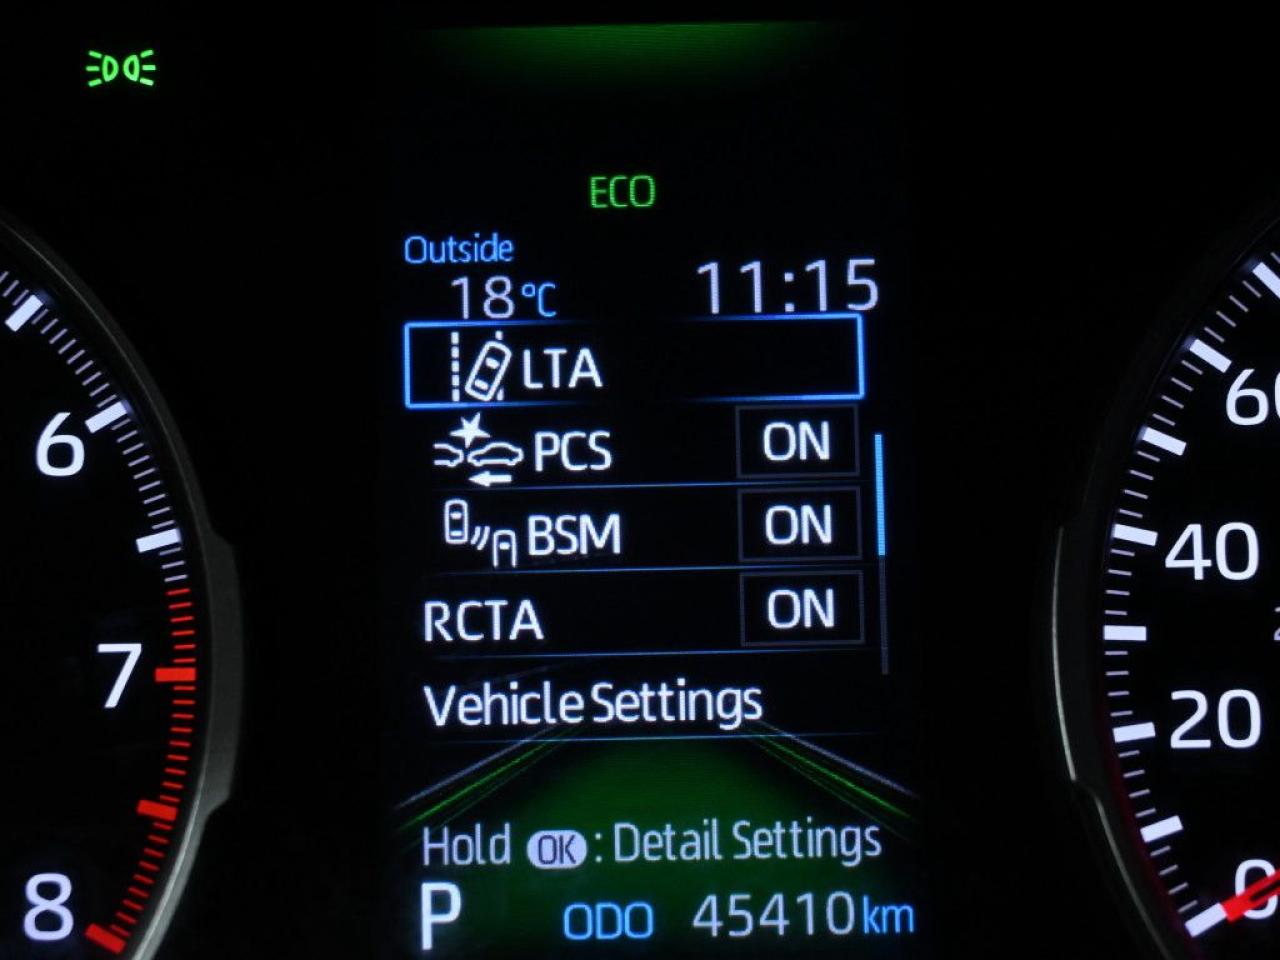 ECO
Outside
18°C 11:15
LTA
PCS ON
BSM ON
RCTA ON
Vehicle Settings
Hold OK : Detail Settings
P ODO 45410 km
6
7
8
60
40
20
0